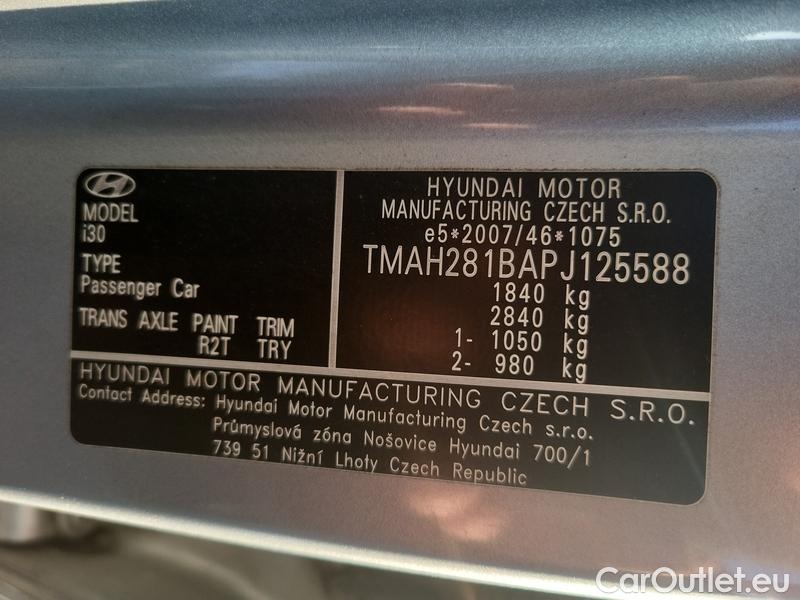 MODEL
i30
TYPE
Passenger Car
TRANS AXLE PAINT TRIM
R2T TRY
HYUNDAI MOTOR
MANUFACTURING CZECH S.R.O.
e5*2007/46*1075
TMAH281BAPJ125588
1840 kg
2840 kg
1- 1050 kg
2- 980 kg
HYUNDAI MOTOR MANUFACTURING CZECH S.R.O.
Contact Address: Hyundai Motor Manufacturing Czech s.r.o.
Průmyslová zóna Nošovice Hyundai 700/1
739 51 Nižní Lhoty Czech Republic
CarOutlet.eu